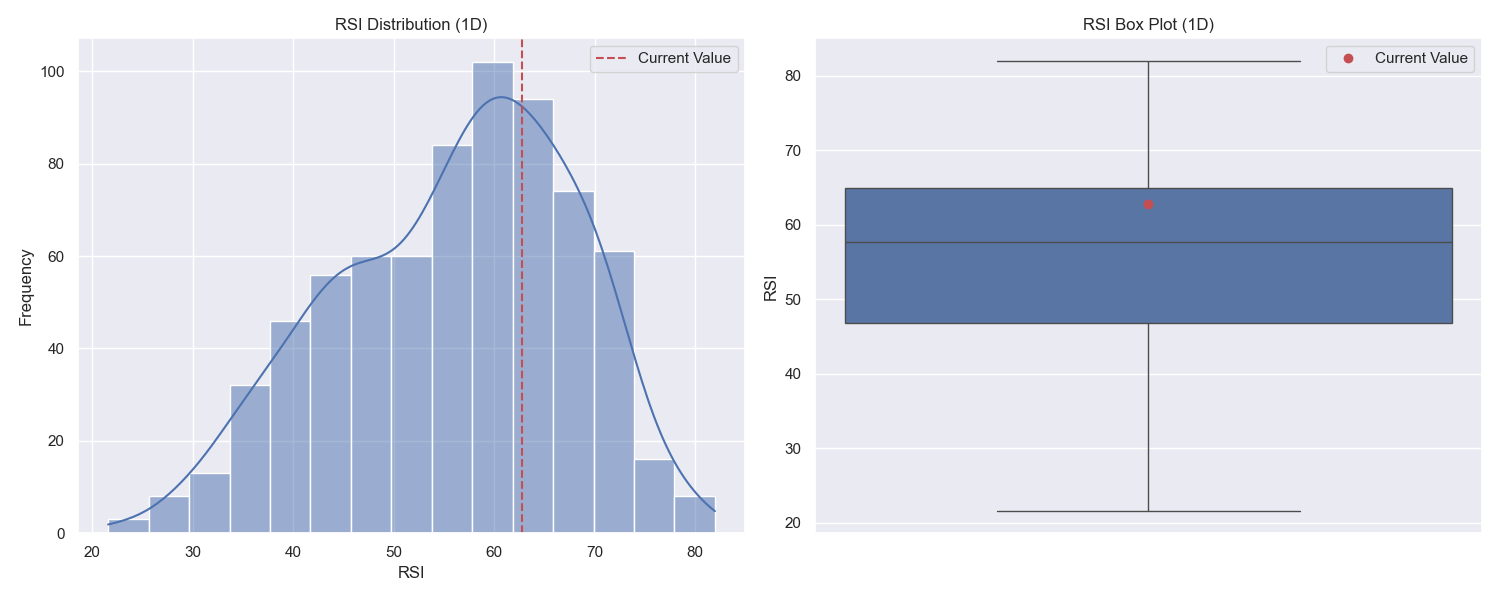 RSI Distribution (1D)
Current Value
Frequency
100
80
60
40
20
0
20 30 40 50 60 70 80
RSI
RSI Box Plot (1D)
Current Value
RSI
80
70
60
50
40
30
20